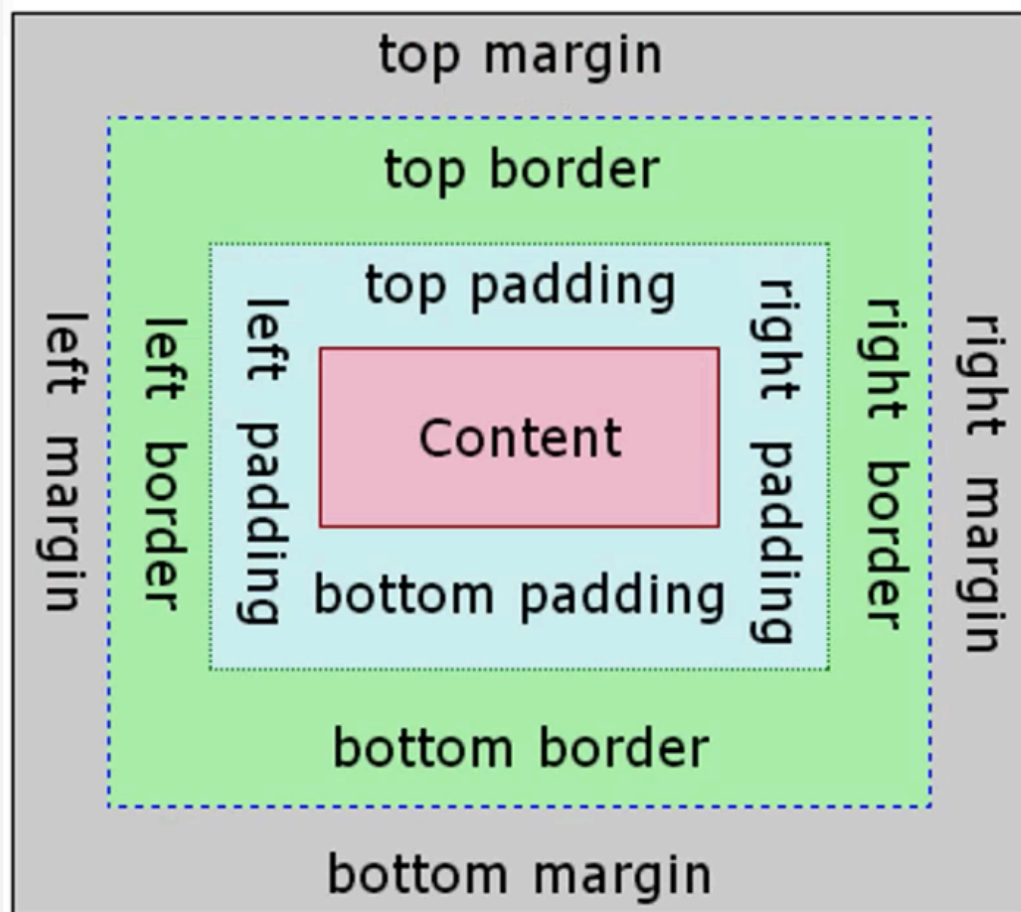 top margin
top border
top padding
left margin
left border
left padding
Content
right padding
right border
right margin
bottom padding
bottom border
bottom margin